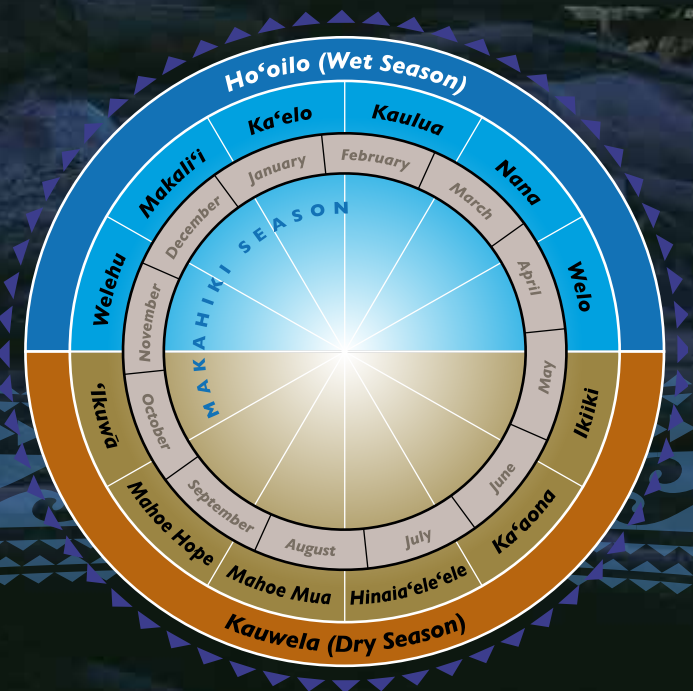 Hoʻoilo (Wet Season)
Kaʻelo
Kaulua
Nana
Welo
Ikiiki
Kaʻaona
Hinaiaʻeleʻele
Mahoe Mua
Mahoe Hope
ʻIkuwā
Welehu
Makaliʻi
January
February
March
April
May
June
July
August
September
October
November
December
MAKAHIKI SEASON
Kauwela (Dry Season)